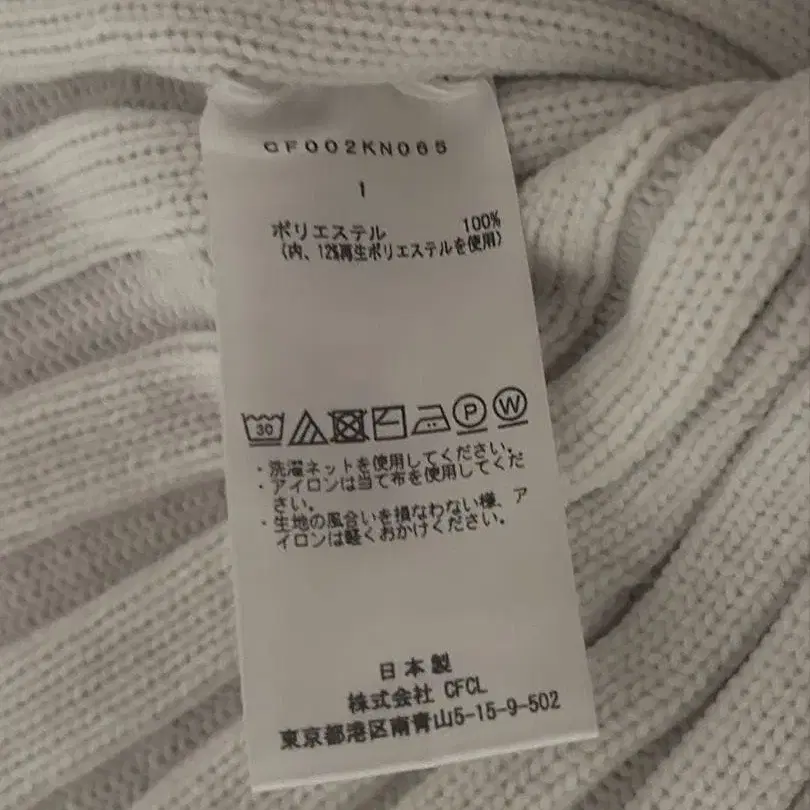 CF002KN065
1
ポリエステル 100%
（内、12%再生ポリエステルを使用）
30 P W
・洗濯ネットを使用してください。
・アイロンは当て布を使用してくだ
さい。
・生地の風合いを損なわない様、ア
イロンは軽くおかけください。
日本製
株式会社 CFCL
東京都港区南青山5-15-9-502